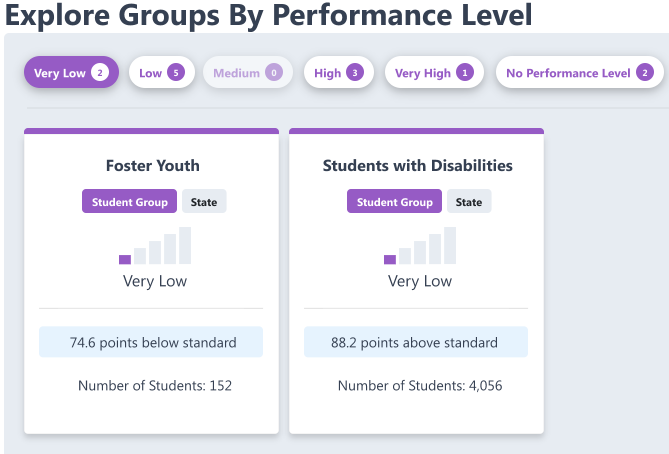 Explore Groups By Performance Level
Very Low 2 Low 5 Medium 0 High 3 Very High 1 No Performance Level 2
Foster Youth
Student Group State
Very Low
74.6 points below standard
Number of Students: 152
Students with Disabilities
Student Group State
Very Low
88.2 points above standard
Number of Students: 4,056